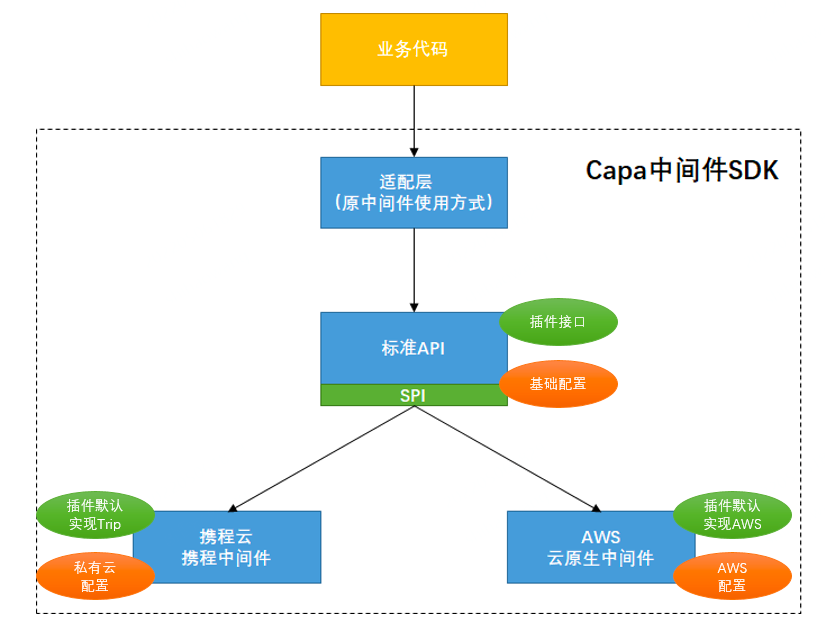 业务代码
Capa中间件SDK
适配层
(原中间件使用方式)
插件接口
标准API
基础配置
SPI
插件默认
实现Trip
携程云
携程中间件
私有云
配置
AWS
云原生中间件
插件默认
实现AWS
AWS
配置